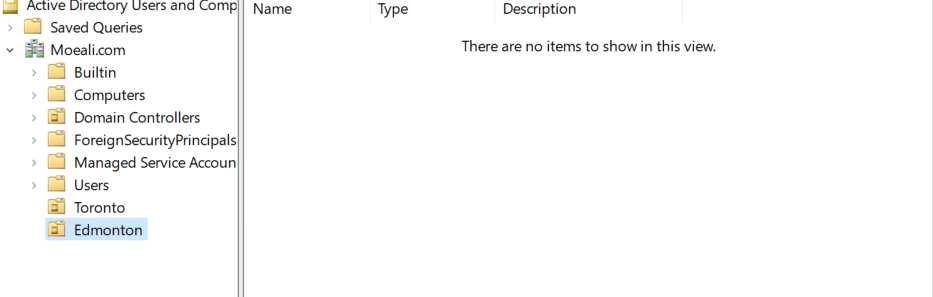 Active Directory Users and Comp
Name Type Description
Saved Queries
There are no items to show in this view.
Moeali.com
Builtin
Computers
Domain Controllers
ForeignSecurityPrincipals
Managed Service Accoun
Users
Toronto
Edmonton